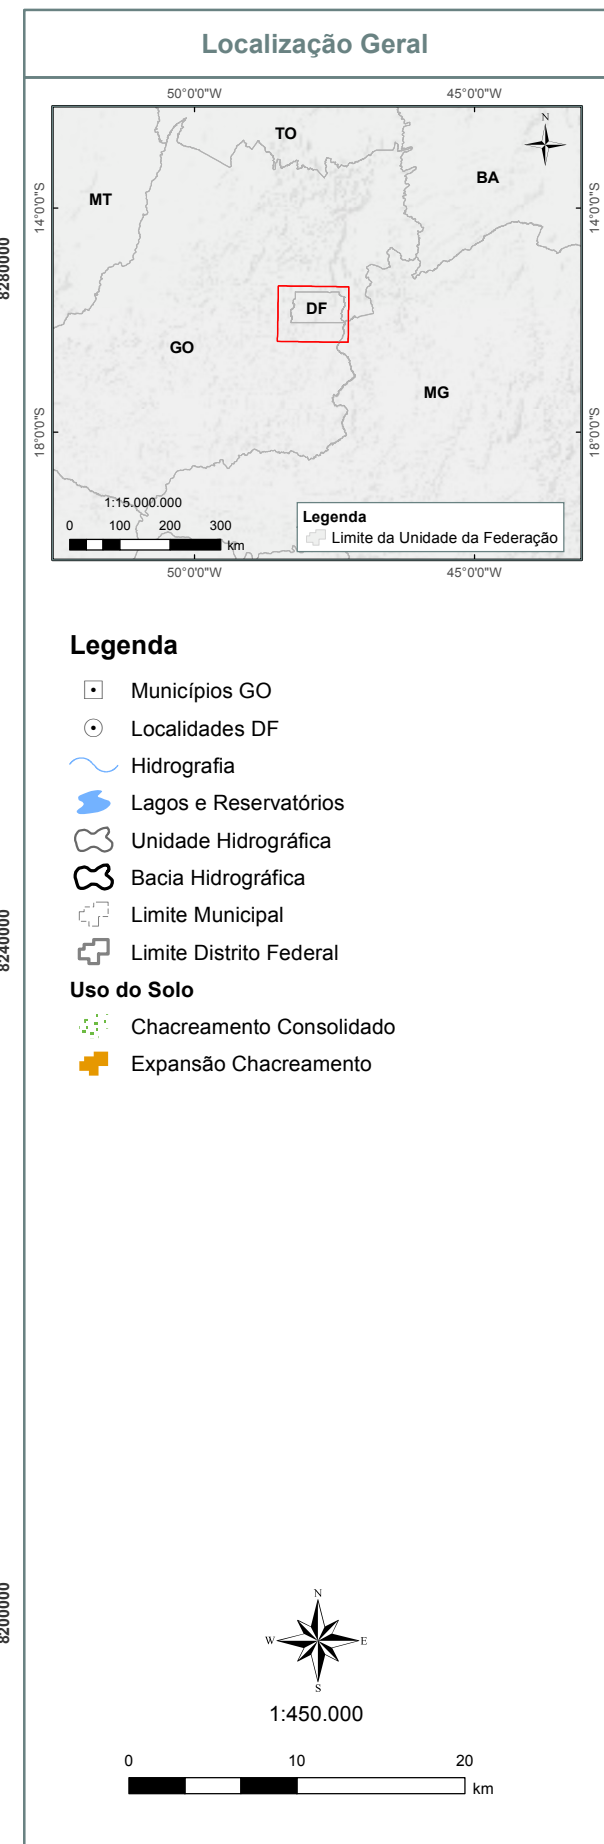 Localização Geral
50°0'0"W 45°0'0"W
N
TO
BA
MT
14°0'0"S 14°0'0"S
8280000
DF
GO
MG
18°0'0"S 18°0'0"S
1:15.000.000
0 100 200 300
km
Legenda
Limite da Unidade da Federação
50°0'0"W 45°0'0"W
Legenda
Municípios GO
Localidades DF
Hidrografia
Lagos e Reservatórios
Unidade Hidrográfica
Bacia Hidrográfica
Limite Municipal
8240000
Limite Distrito Federal
Uso do Solo
Chacreamento Consolidado
Expansão Chacreamento
8200000
N
W E
S
1:450.000
0 10 20
km